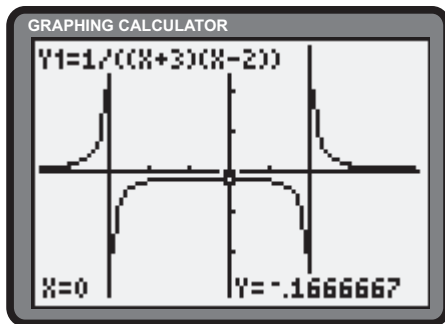 GRAPHING CALCULATOR
Y1=1/((X+3)(X-2))
X=0 Y=-.1666667